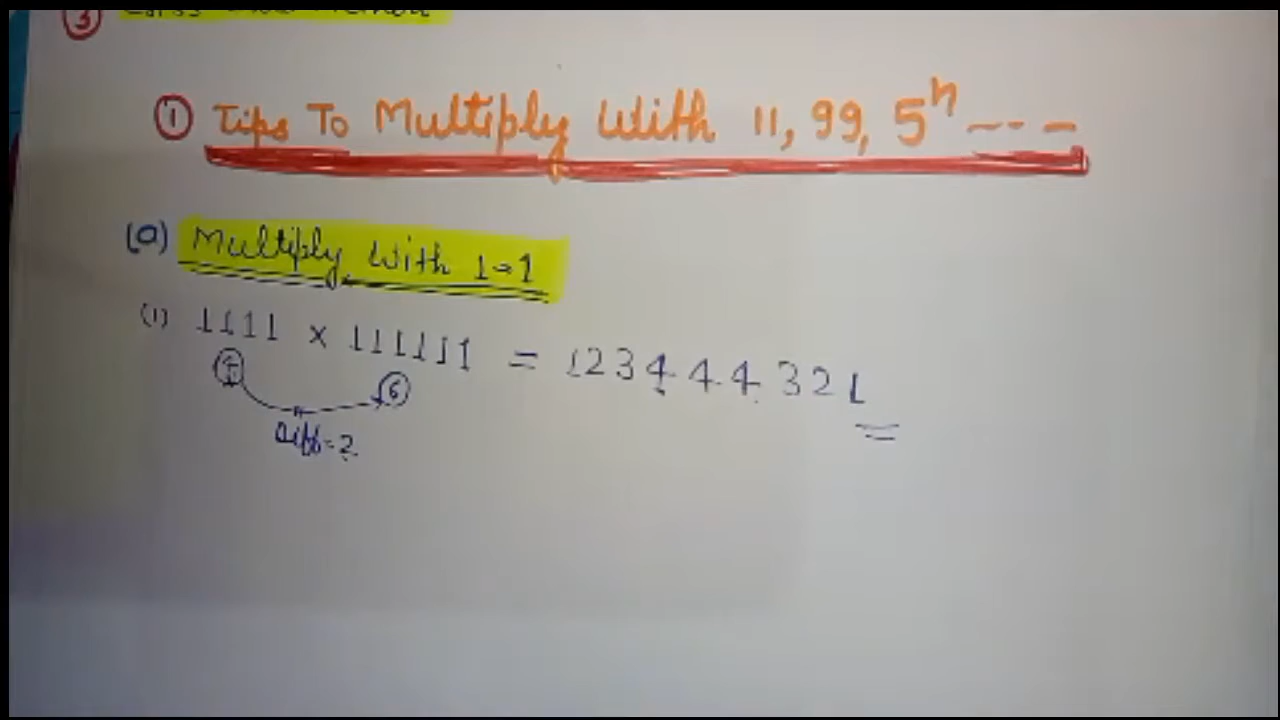 3
1 Tips To Multiply With 11, 99, 5ⁿ ---
(a) Multiply With 1→1
(1) 1111 × 111111 = 123444321
4 6
Diff=2